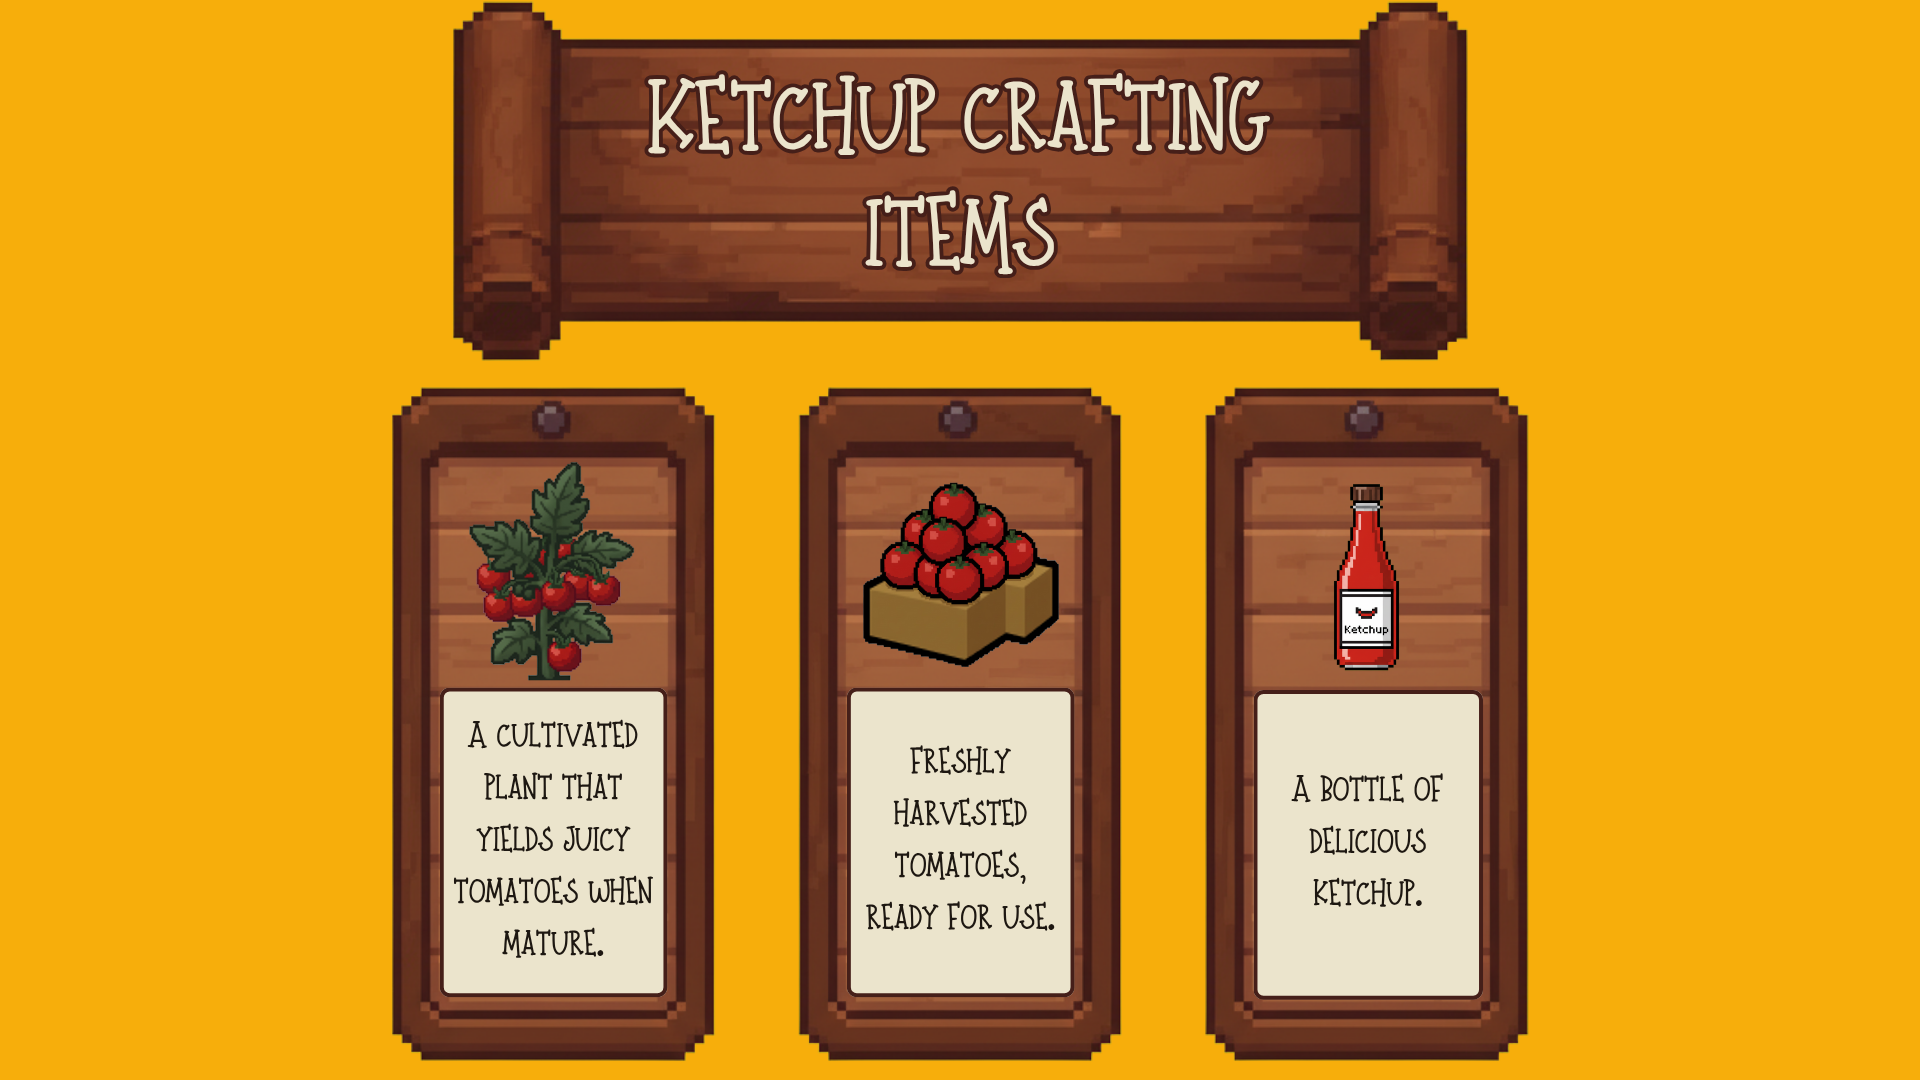 KETCHUP CRAFTING
ITEMS
A CULTIVATED
PLANT THAT
YIELDS JUICY
TOMATOES WHEN
MATURE.
FRESHLY
HARVESTED
TOMATOES,
READY FOR USE.
Ketchup
A BOTTLE OF
DELICIOUS
KETCHUP.